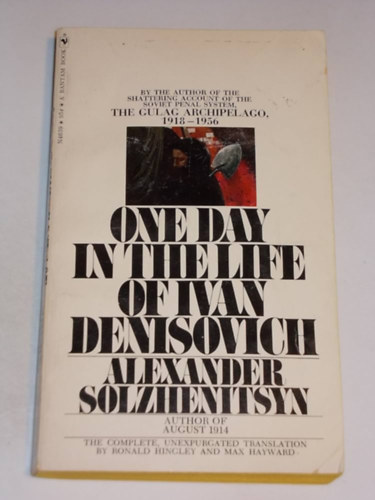 BY THE AUTHOR OF THE
SHATTERING ACCOUNT OF THE
SOVIET PENAL SYSTEM,
THE GULAG ARCHIPELAGO,
1918–1956
ONE DAY
IN THE LIFE
OF IVAN
DENISOVICH
ALEXANDER
SOLZHENITSYN
AUTHOR OF
AUGUST 1914
THE COMPLETE, UNEXPURGATED TRANSLATION
BY RONALD HINGLEY AND MAX HAYWARD
A BANTAM BOOK